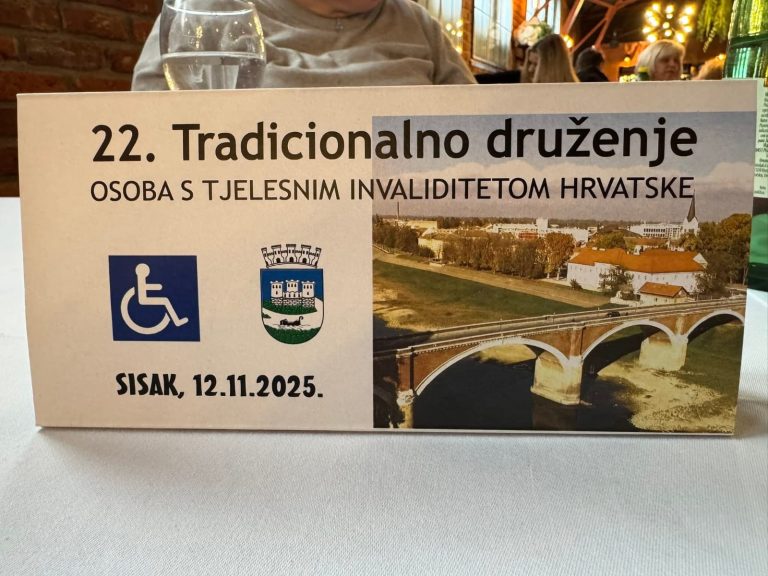 22. Tradicionalno druženje
OSOBA S TJELESNIM INVALIDITETOM HRVATSKE
SISAK, 12.11.2025.